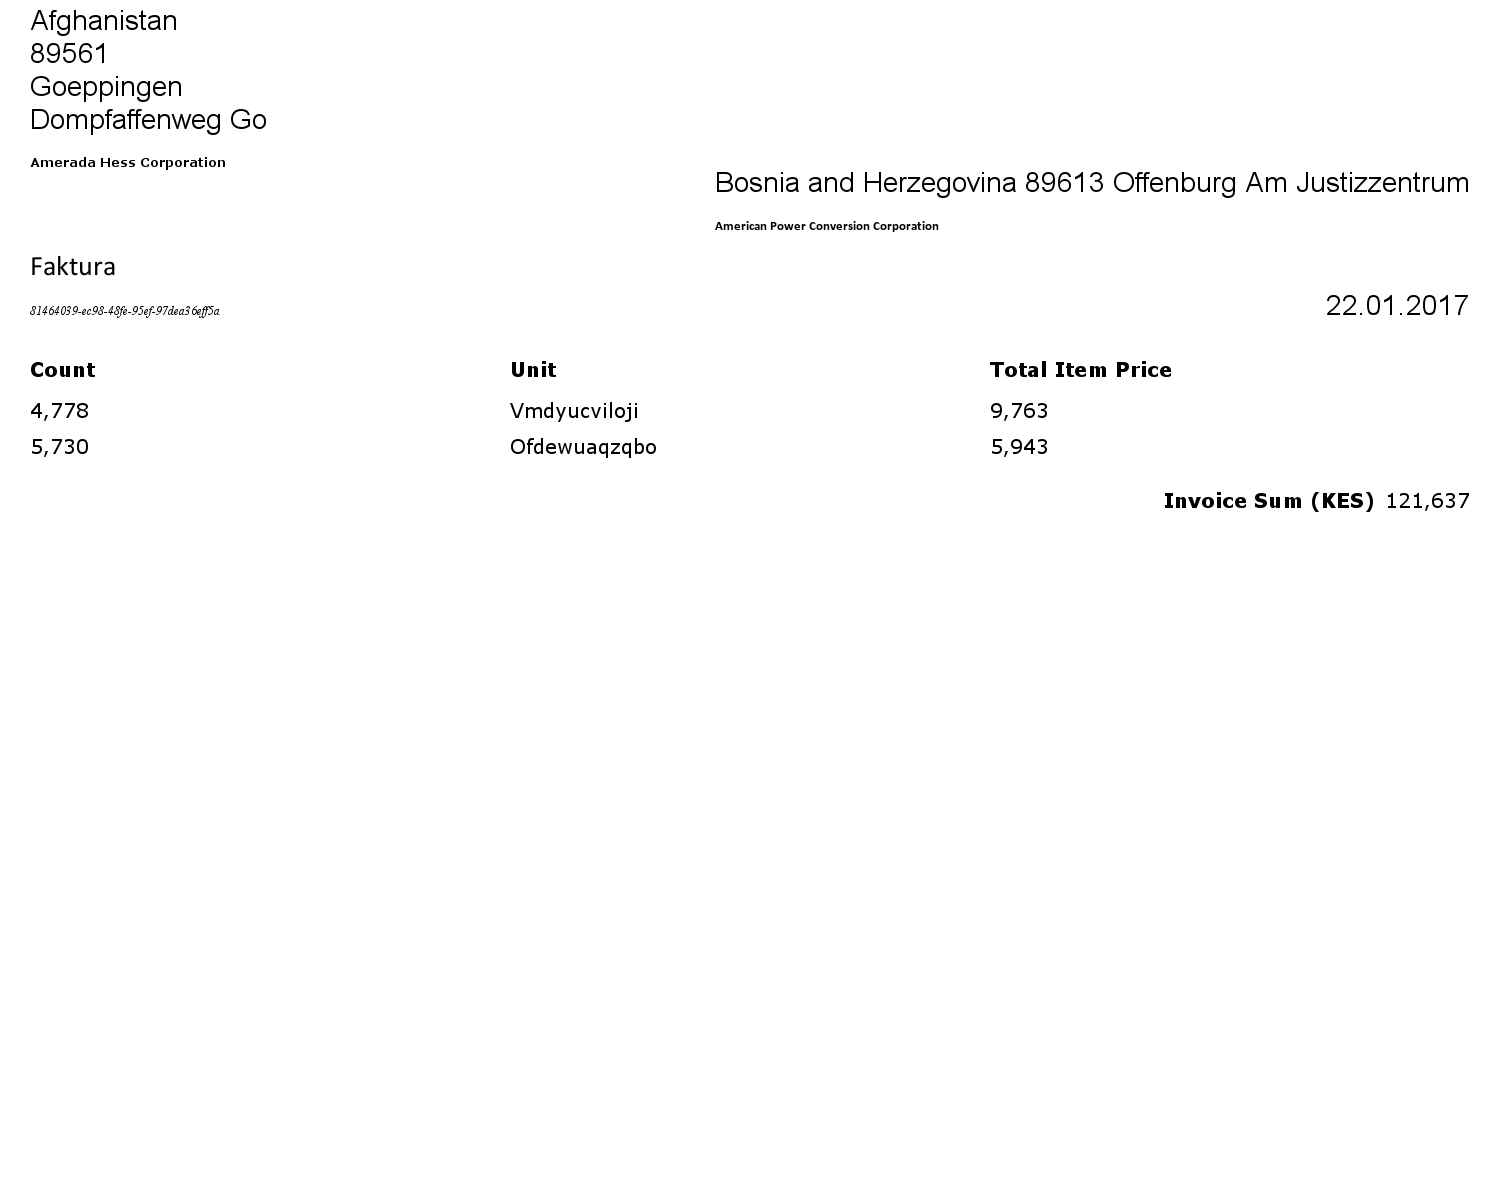 Afghanistan
89561
Goeppingen
Dompfaffenweg Go
Amerada Hess Corporation
Bosnia and Herzegovina 89613 Offenburg Am Justizzentrum
American Power Conversion Corporation
Faktura
81464039-ec98-48fe-95ef-97dea36eff5a
22.01.2017
Count Unit Total Item Price
4,778 Vmdyucviloji 9,763
5,730 Ofdewuaqzqbo 5,943
Invoice Sum (KES) 121,637